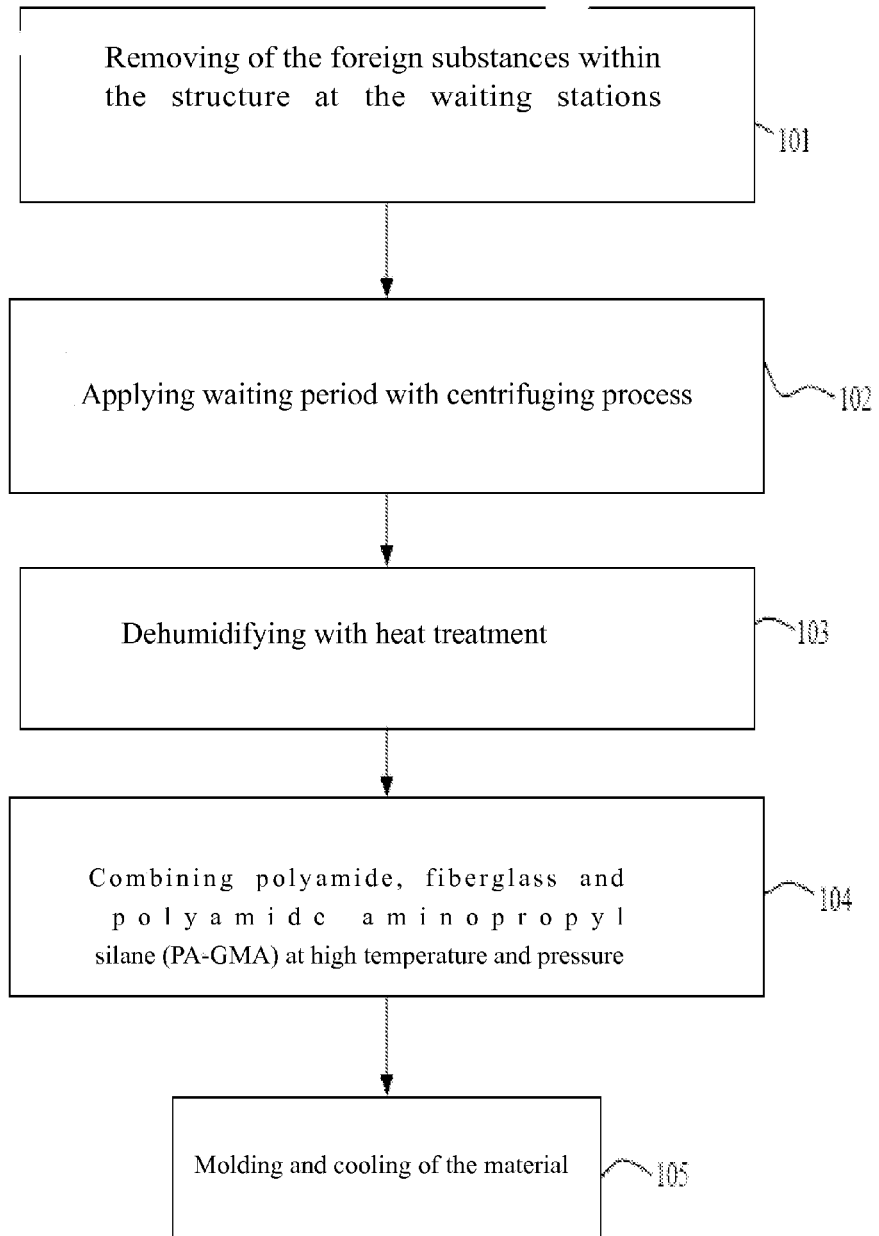 Removing of the foreign substances within
the structure at the waiting stations
101
Applying waiting period with centrifuging process
102
Dehumidifying with heat treatment
103
Combining polyamide, fiberglass and
polyamide aminopropyl
silane (PA-GMA) at high temperature and pressure
104
Molding and cooling of the material
105